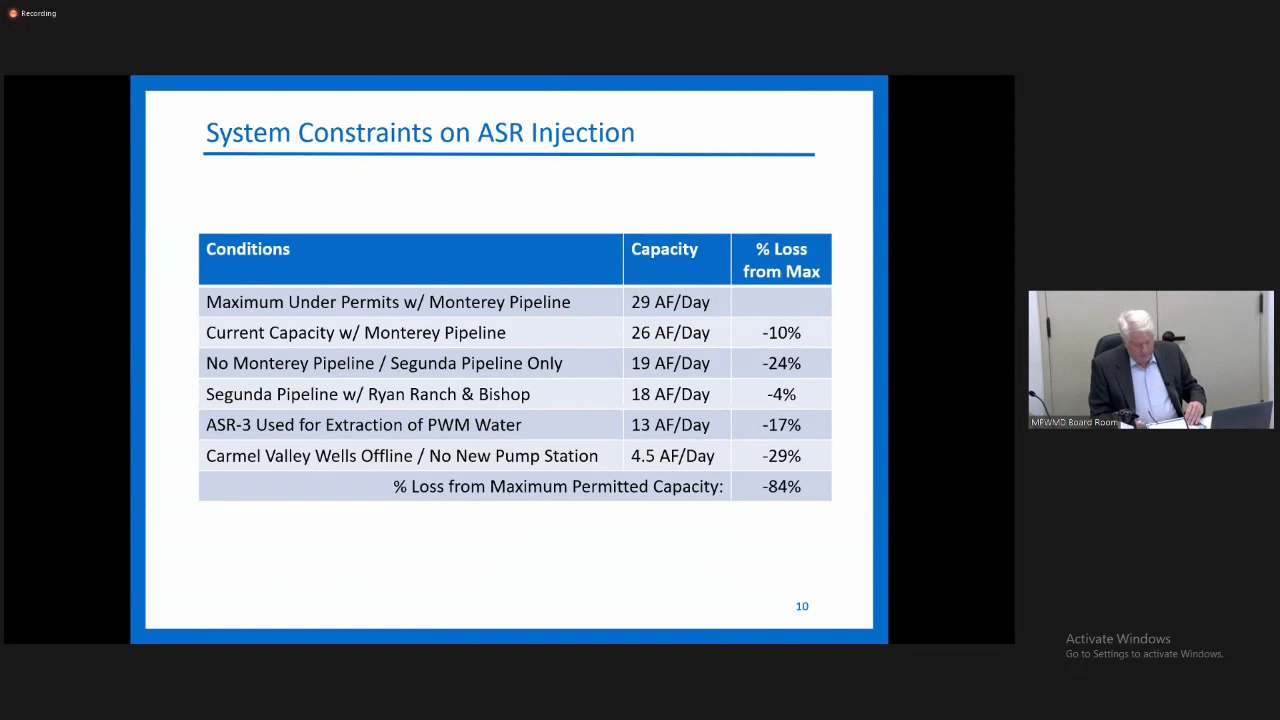 Recording
System Constraints on ASR Injection
Conditions Capacity % Loss
from Max
Maximum Under Permits w/ Monterey Pipeline 29 AF/Day
Current Capacity w/ Monterey Pipeline 26 AF/Day -10%
No Monterey Pipeline / Segunda Pipeline Only 19 AF/Day -24%
Segunda Pipeline w/ Ryan Ranch & Bishop 18 AF/Day -4%
ASR-3 Used for Extraction of PWM Water 13 AF/Day -17%
Carmel Valley Wells Offline / No New Pump Station 4.5 AF/Day -29%
% Loss from Maximum Permitted Capacity: -84%
10
MPWMD Board Room
Activate Windows
Go to Settings to activate Windows.